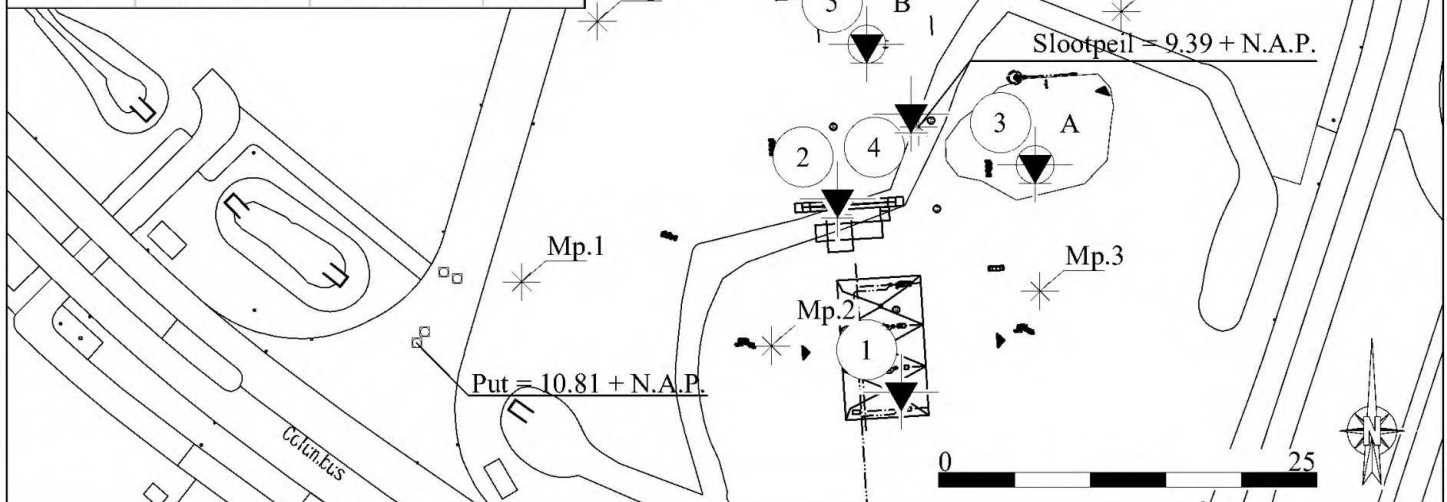 5
B
Slootpeil = 9.39 + N.A.P.
3
A
2
4
Mp.1
Mp.3
Mp.2
1
Put = 10.81 + N.A.P.
Columbus
N
0
25